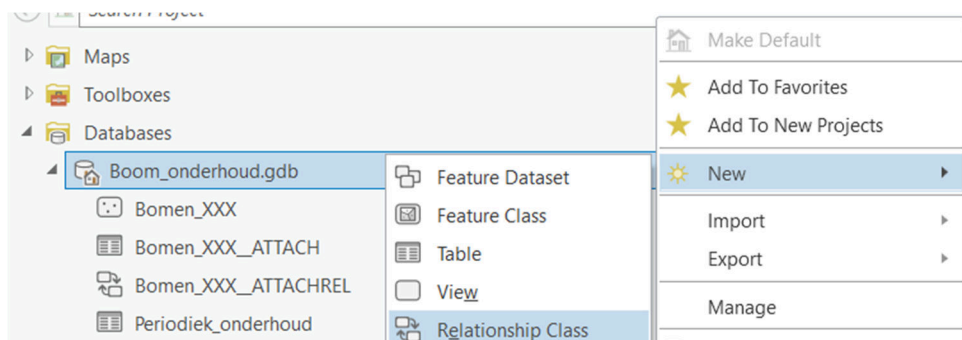 Search Project
Maps
Toolboxes
Databases
Boom_onderhoud.gdb
Bomen_XXX
Bomen_XXX__ATTACH
Bomen_XXX__ATTACHREL
Periodiek_onderhoud
Feature Dataset
Feature Class
Table
View
Relationship Class
Make Default
Add To Favorites
Add To New Projects
New
Import
Export
Manage